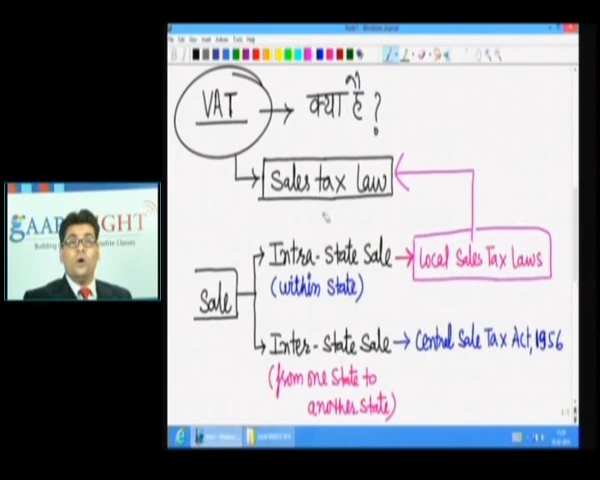 VAT → क्या है ?
Sales tax Law
Sale
Intra-State Sale → Local Sales Tax Laws
(within State)
Inter-State Sale → Central Sale Tax Act, 1956
(from one State to
another State)